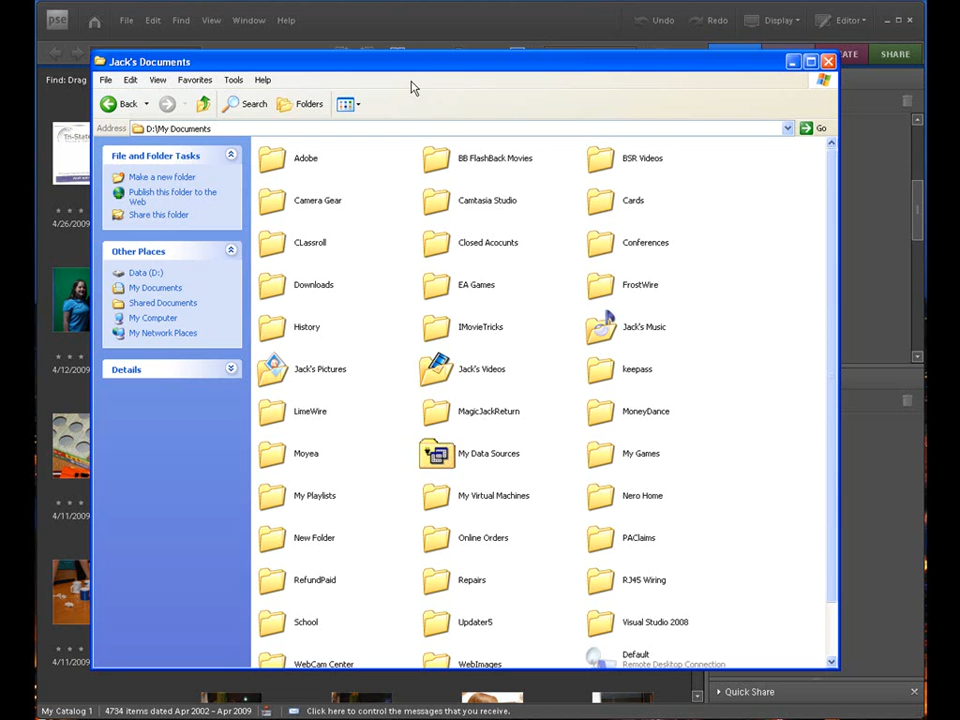 pse File Edit Find View Window Help Undo Redo Display Editor
Find: Drag
ATE SHARE
Jack's Documents
File Edit View Favorites Tools Help
Back Search Folders
Address D:\My Documents Go
File and Folder Tasks
Make a new folder
Publish this folder to the
Web
Share this folder
Other Places
Data (D:)
My Documents
Shared Documents
My Computer
My Network Places
Details
Adobe BB FlashBack Movies BSR Videos
Camera Gear Camtasia Studio Cards
CLassroll Closed Acocunts Conferences
Downloads EA Games FrostWire
History IMovieTricks Jack's Music
Jack's Pictures Jack's Videos keepass
LimeWire MagicJackReturn MoneyDance
Moyea My Data Sources My Games
My Playlists My Virtual Machines Nero Home
New Folder Online Orders PAClaims
RefundPaid Repairs RJ45 Wiring
School Updater5 Visual Studio 2008
WebCam Center WebImages Default
Remote Desktop Connection
Tri-State
4/26/2009
4/12/2009
4/11/2009
4/11/2009
Quick Share
My Catalog 1 4734 items dated Apr 2002 - Apr 2009 Click here to control the messages that you receive.